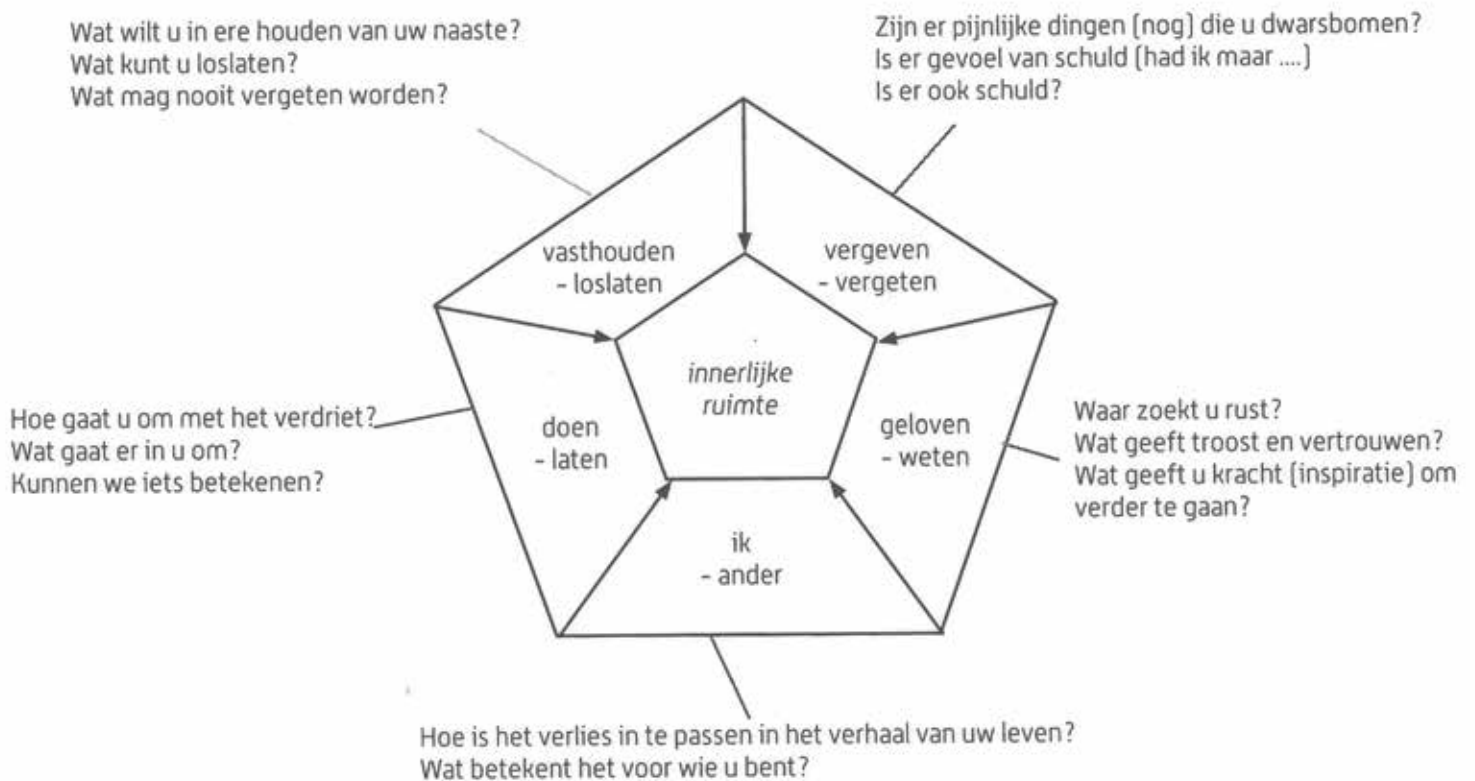 Wat wilt u in ere houden van uw naaste?
Wat kunt u loslaten?
Wat mag nooit vergeten worden?
Zijn er pijnlijke dingen (nog) die u dwarsbomen?
Is er gevoel van schuld (had ik maar ....)
Is er ook schuld?
vasthouden
- loslaten
vergeven
- vergeten
innerlijke
ruimte
Hoe gaat u om met het verdriet?
Wat gaat er in u om?
Kunnen we iets betekenen?
doen
- laten
geloven
- weten
Waar zoekt u rust?
Wat geeft troost en vertrouwen?
Wat geeft u kracht (inspiratie) om
verder te gaan?
ik
- ander
Hoe is het verlies in te passen in het verhaal van uw leven?
Wat betekent het voor wie u bent?